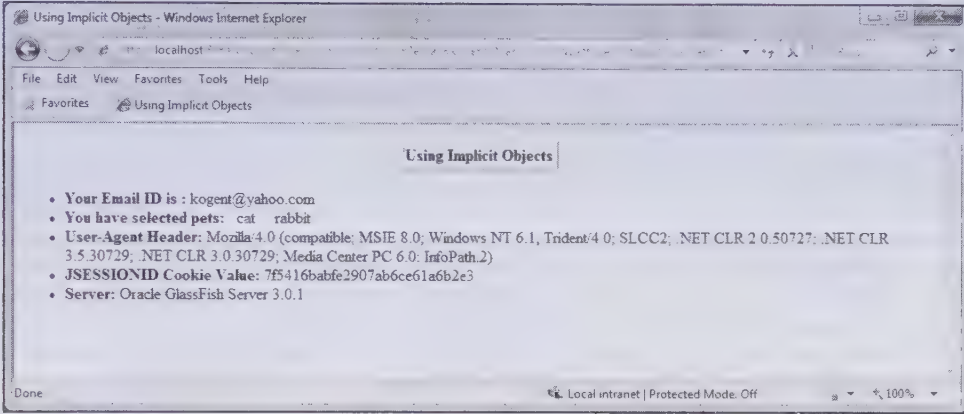 Using Implicit Objects - Windows Internet Explorer
localhost
File Edit View Favorites Tools Help
Favorites Using Implicit Objects
Using Implicit Objects
• Your Email ID is : kogent@yahoo.com
• You have selected pets: cat rabbit
• User-Agent Header: Mozilla/4.0 (compatible; MSIE 8.0; Windows NT 6.1, Trident/4 0; SLCC2; .NET CLR 2 0.50727; .NET CLR
3.5.30729; .NET CLR 3.0.30729; Media Center PC 6.0; InfoPath.2)
• JSESSIONID Cookie Value: 7f5416babfe2907ab6ce61a6b2e3
• Server: Oracle GlassFish Server 3.0.1
Done Local intranet | Protected Mode: Off 100%